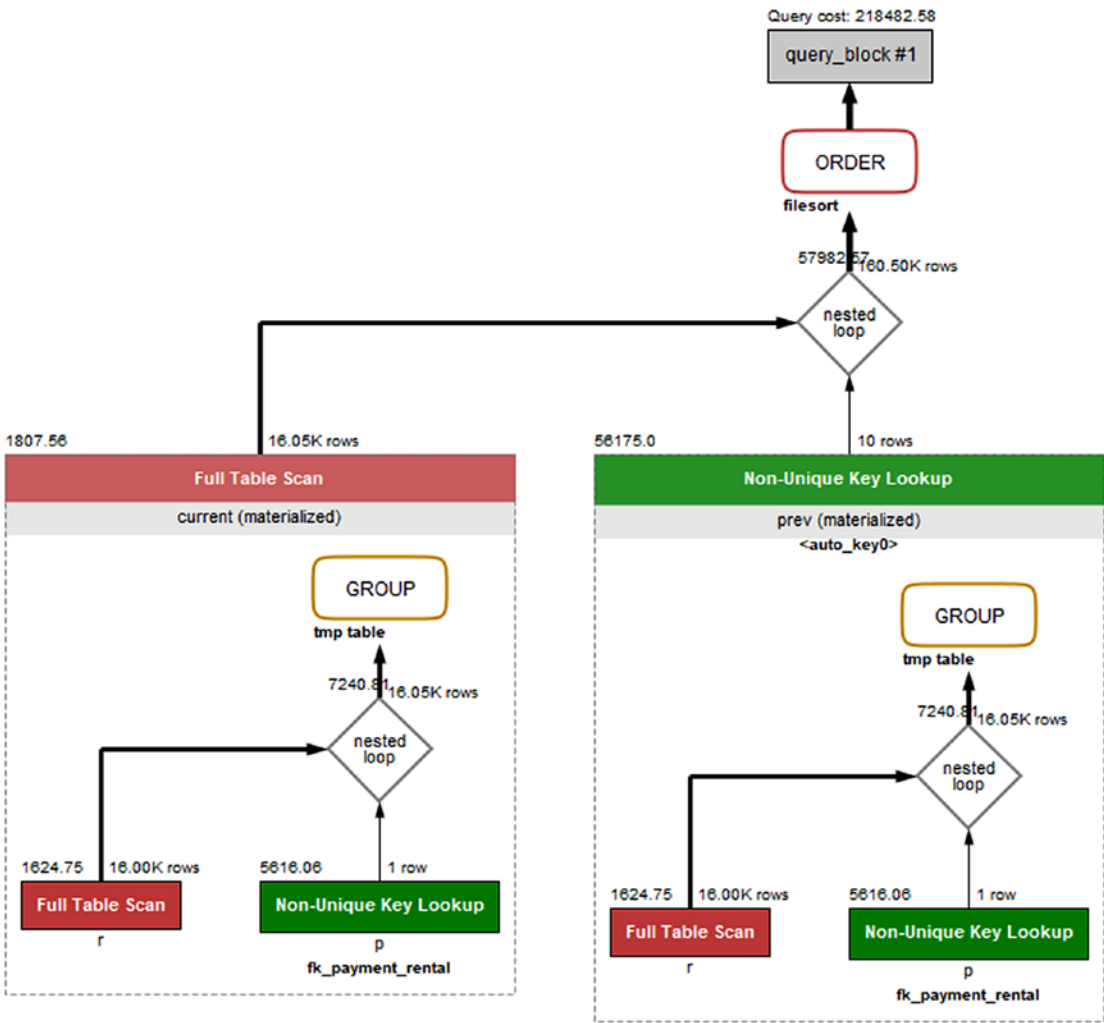 Query cost: 218482.58
query_block #1
ORDER
filesort
57982.57
160.50K rows
nested
loop
1807.56
16.05K rows
56175.0
10 rows
Full Table Scan
Non-Unique Key Lookup
current (materialized)
prev (materialized)
<auto_key0>
GROUP
tmp table
7240.81
16.05K rows
nested
loop
1624.75
16.00K rows
5616.06
1 row
Full Table Scan
Non-Unique Key Lookup
r
p
fk_payment_rental
GROUP
tmp table
7240.81
16.05K rows
nested
loop
1624.75
16.00K rows
5616.06
1 row
Full Table Scan
Non-Unique Key Lookup
r
p
fk_payment_rental